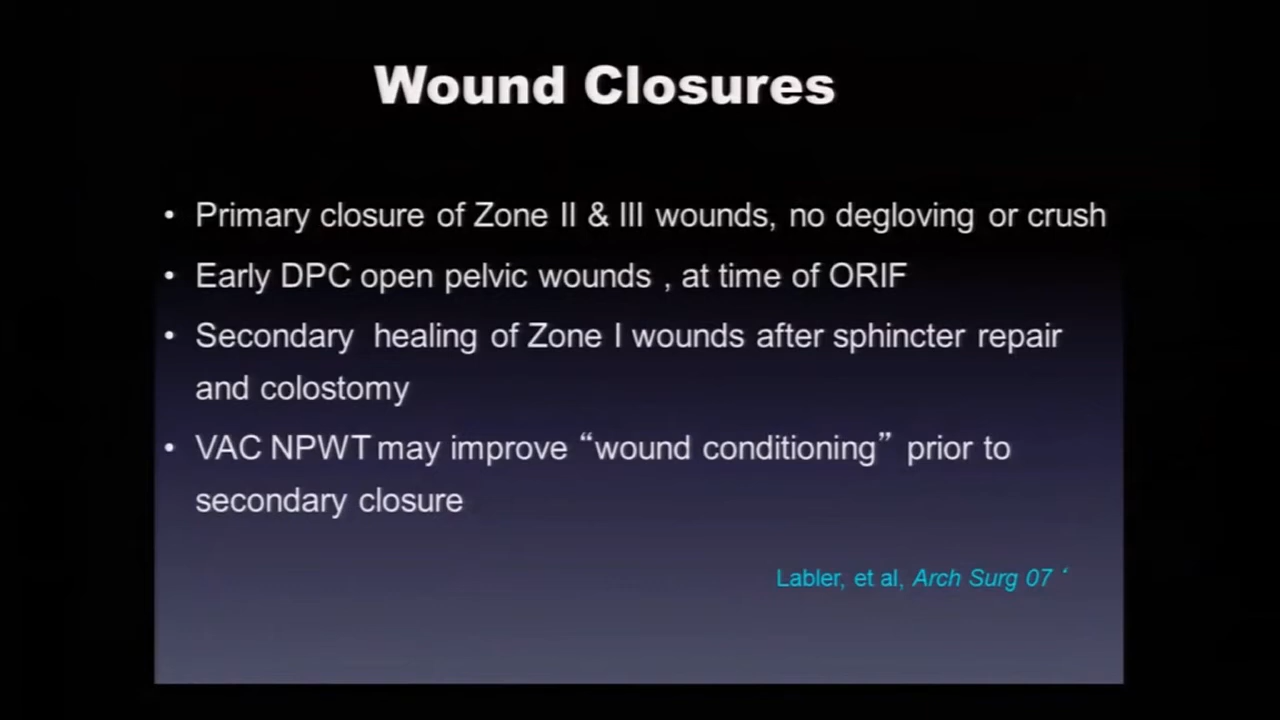 Wound Closures
• Primary closure of Zone II & III wounds, no degloving or crush
• Early DPC open pelvic wounds , at time of ORIF
• Secondary healing of Zone I wounds after sphincter repair
and colostomy
• VAC NPWT may improve “wound conditioning” prior to
secondary closure
Labler, et al, Arch Surg 07 ‘